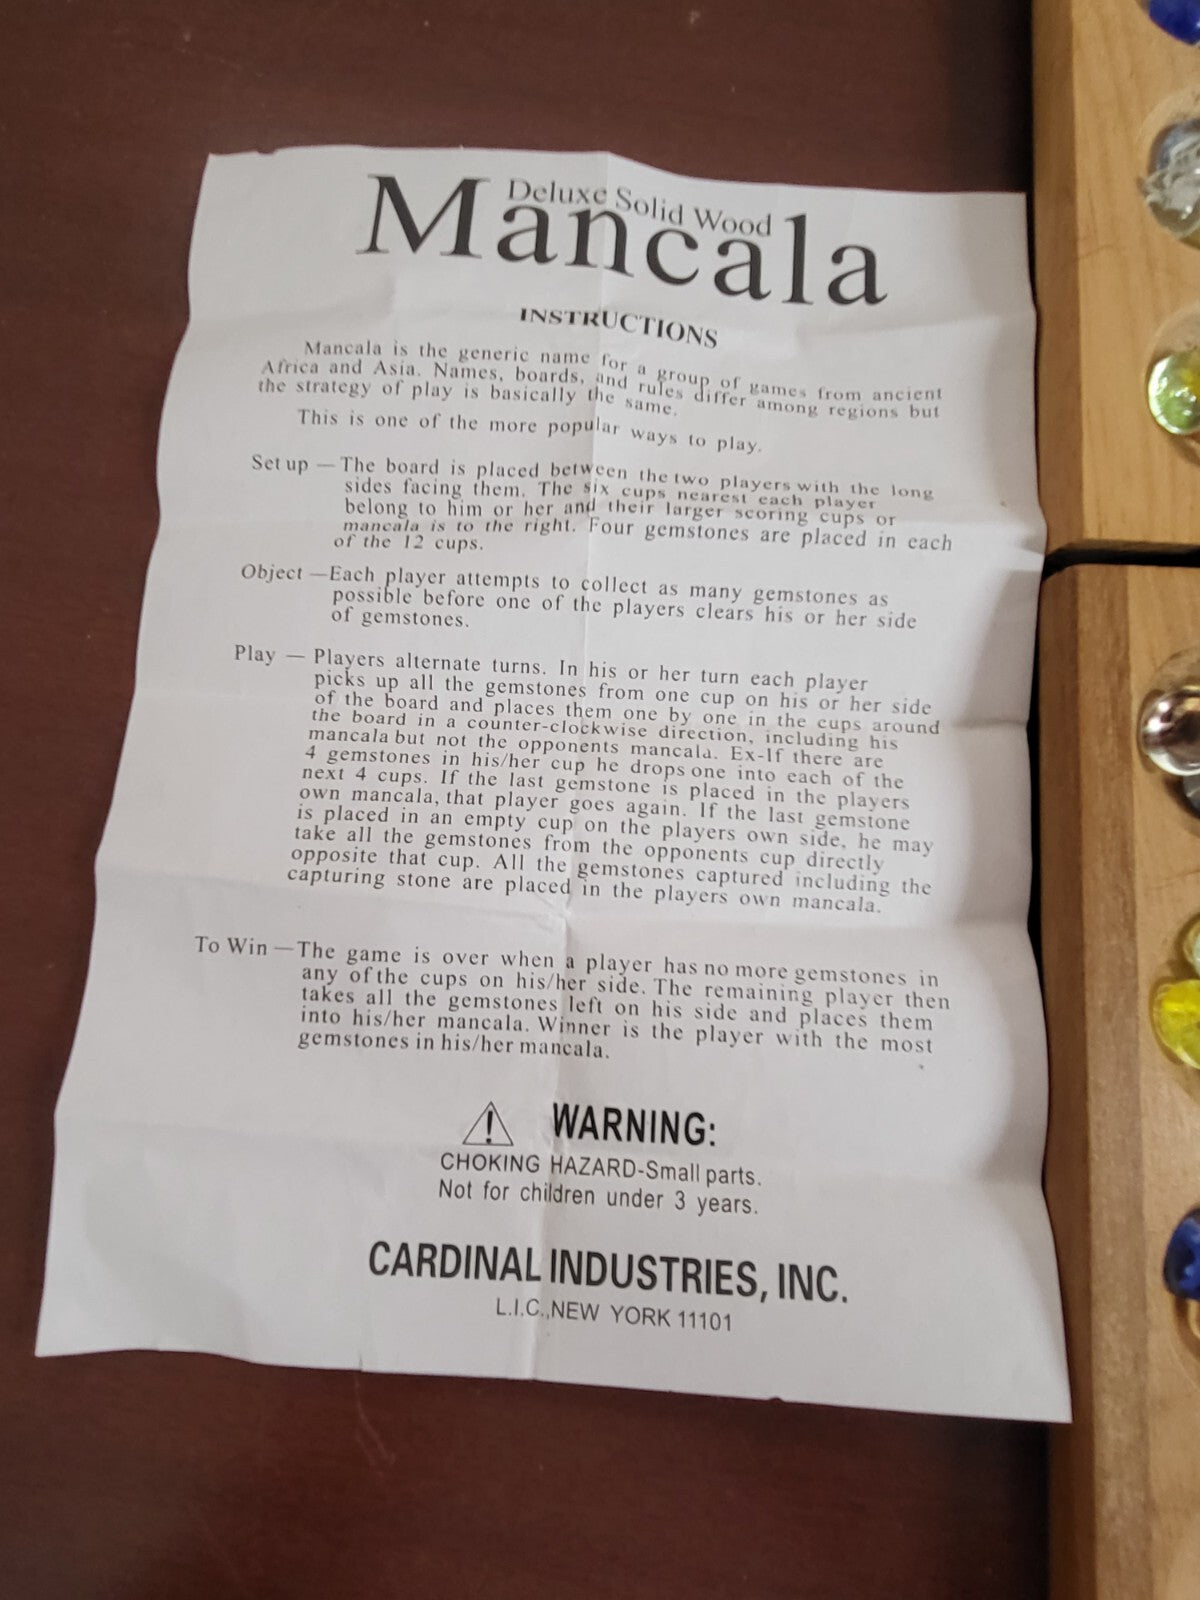 Deluxe Solid Wood
Mancala
INSTRUCTIONS
Mancala is the generic name for a group of games from ancient
Africa and Asia. Names, boards, and rules differ among regions but
the strategy of play is basically the same.
This is one of the more popular ways to play.
Set up — The board is placed between the two players with the long
sides facing them. The six cups nearest each player
belong to him or her and their larger scoring cups or
mancala is to the right. Four gemstones are placed in each
of the 12 cups.
Object — Each player attempts to collect as many gemstones as
possible before one of the players clears his or her side
of gemstones.
Play — Players alternate turns. In his or her turn each player
picks up all the gemstones from one cup on his or her side
of the board and places them one by one in the cups around
the board in a counter-clockwise direction, including his
mancala but not the opponents mancala. Ex-If there are
4 gemstones in his/her cup he drops one into each of the
next 4 cups. If the last gemstone is placed in the players
own mancala, that player goes again. If the last gemstone
is placed in an empty cup on the players own side, he may
take all the gemstones from the opponents cup directly
opposite that cup. All the gemstones captured including the
capturing stone are placed in the players own mancala.
To Win — The game is over when a player has no more gemstones in
any of the cups on his/her side. The remaining player then
takes all the gemstones left on his side and places them
into his/her mancala. Winner is the player with the most
gemstones in his/her mancala.
WARNING:
CHOKING HAZARD-Small parts.
Not for children under 3 years.
CARDINAL INDUSTRIES, INC.
L.I.C.,NEW YORK 11101